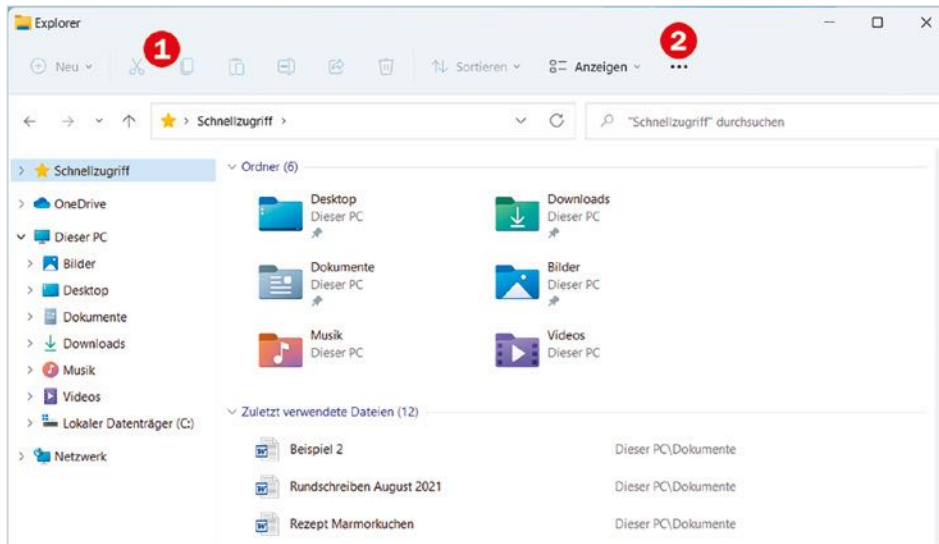 Explorer
1
2
Neu
Sortieren
Anzeigen
Schnellzugriff
"Schnellzugriff" durchsuchen
Schnellzugriff
OneDrive
Dieser PC
Bilder
Desktop
Dokumente
Downloads
Musik
Videos
Lokaler Datenträger (C:)
Netzwerk
Ordner (6)
Desktop
Dieser PC
Downloads
Dieser PC
Dokumente
Dieser PC
Bilder
Dieser PC
Musik
Dieser PC
Videos
Dieser PC
Zuletzt verwendete Dateien (12)
Beispiel 2 Dieser PC\Dokumente
Rundschreiben August 2021 Dieser PC\Dokumente
Rezept Marmorkuchen Dieser PC\Dokumente